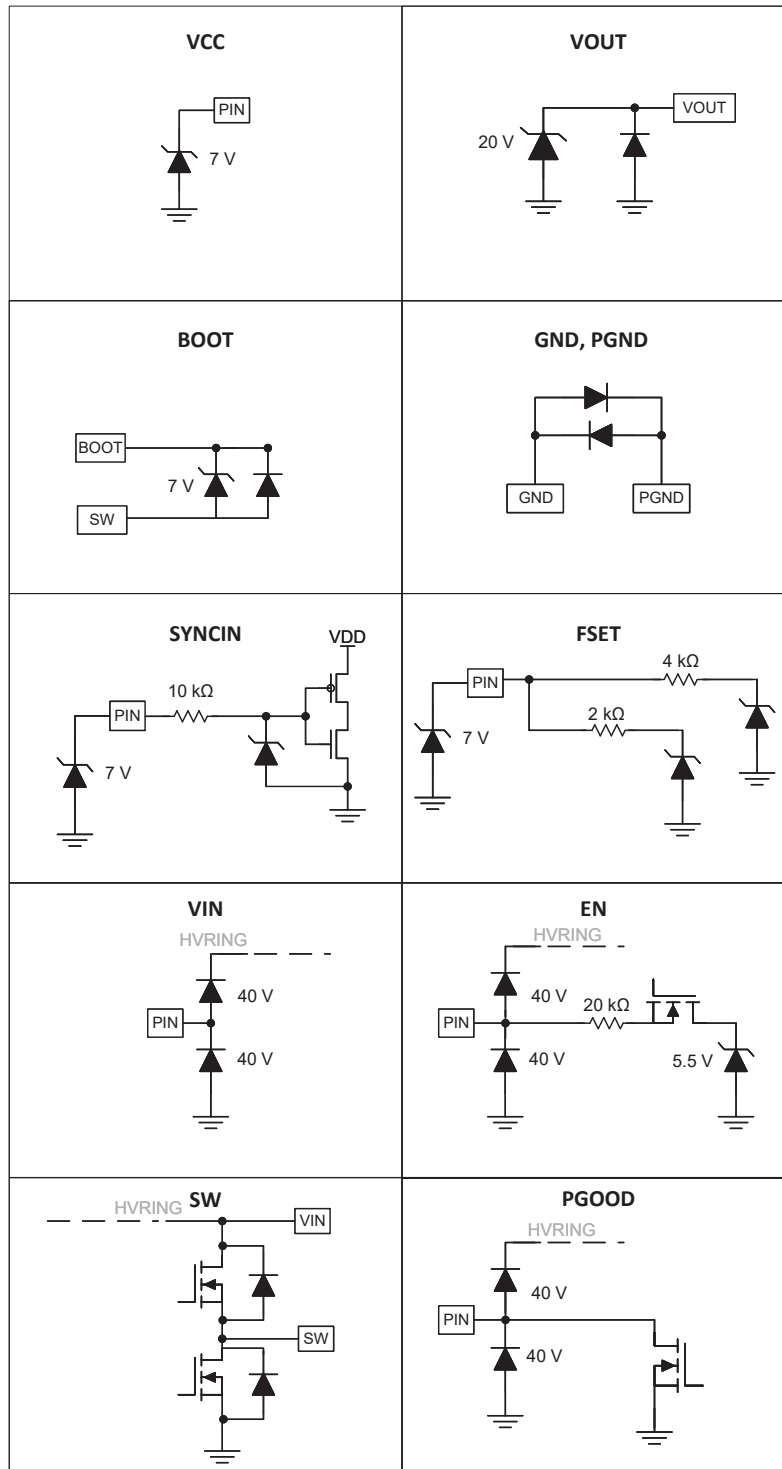 VCC
PIN
7 V
VOUT
VOUT
20 V
BOOT
BOOT
7 V
SW
GND, PGND
GND
PGND
SYNCIN
VDD
10 kΩ
PIN
7 V
FSET
4 kΩ
PIN
2 kΩ
7 V
VIN
HVRING
40 V
PIN
40 V
EN
HVRING
40 V
20 kΩ
PIN
40 V
5.5 V
SW
HVRING
VIN
SW
PGOOD
HVRING
40 V
PIN
40 V